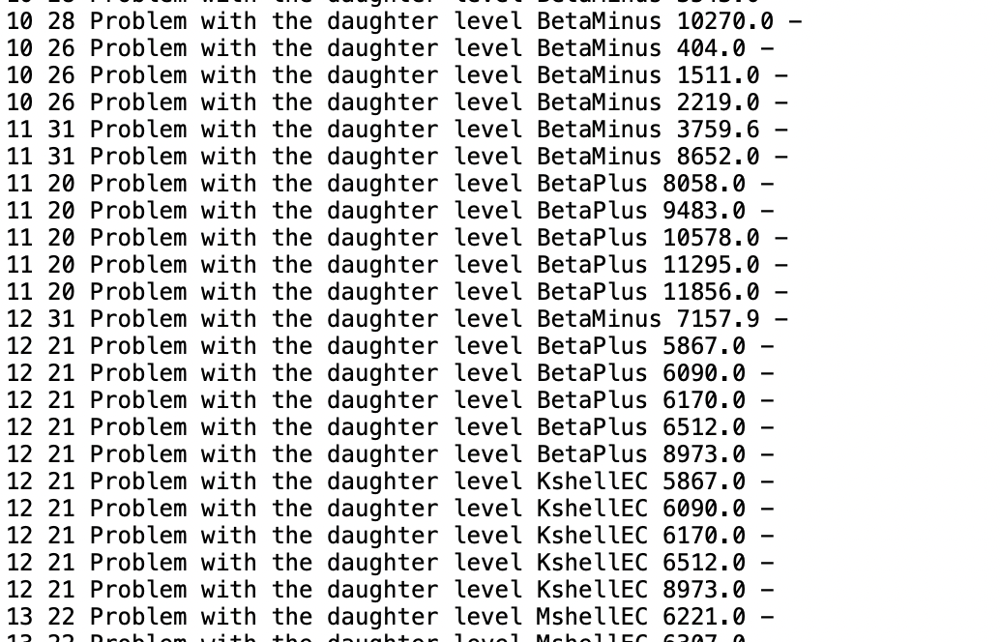 10 28 Problem with the daughter level BetaMinus 10270.0 −
10 26 Problem with the daughter level BetaMinus 404.0 −
10 26 Problem with the daughter level BetaMinus 1511.0 −
10 26 Problem with the daughter level BetaMinus 2219.0 −
11 31 Problem with the daughter level BetaMinus 3759.6 −
11 31 Problem with the daughter level BetaMinus 8652.0 −
11 20 Problem with the daughter level BetaPlus 8058.0 −
11 20 Problem with the daughter level BetaPlus 9483.0 −
11 20 Problem with the daughter level BetaPlus 10578.0 −
11 20 Problem with the daughter level BetaPlus 11295.0 −
11 20 Problem with the daughter level BetaPlus 11856.0 −
12 31 Problem with the daughter level BetaMinus 7157.9 −
12 21 Problem with the daughter level BetaPlus 5867.0 −
12 21 Problem with the daughter level BetaPlus 6090.0 −
12 21 Problem with the daughter level BetaPlus 6170.0 −
12 21 Problem with the daughter level BetaPlus 6512.0 −
12 21 Problem with the daughter level BetaPlus 8973.0 −
12 21 Problem with the daughter level KshellEC 5867.0 −
12 21 Problem with the daughter level KshellEC 6090.0 −
12 21 Problem with the daughter level KshellEC 6170.0 −
12 21 Problem with the daughter level KshellEC 6512.0 −
12 21 Problem with the daughter level KshellEC 8973.0 −
13 22 Problem with the daughter level MshellEC 6221.0 −
13 22 Problem with the daughter level MshellEC